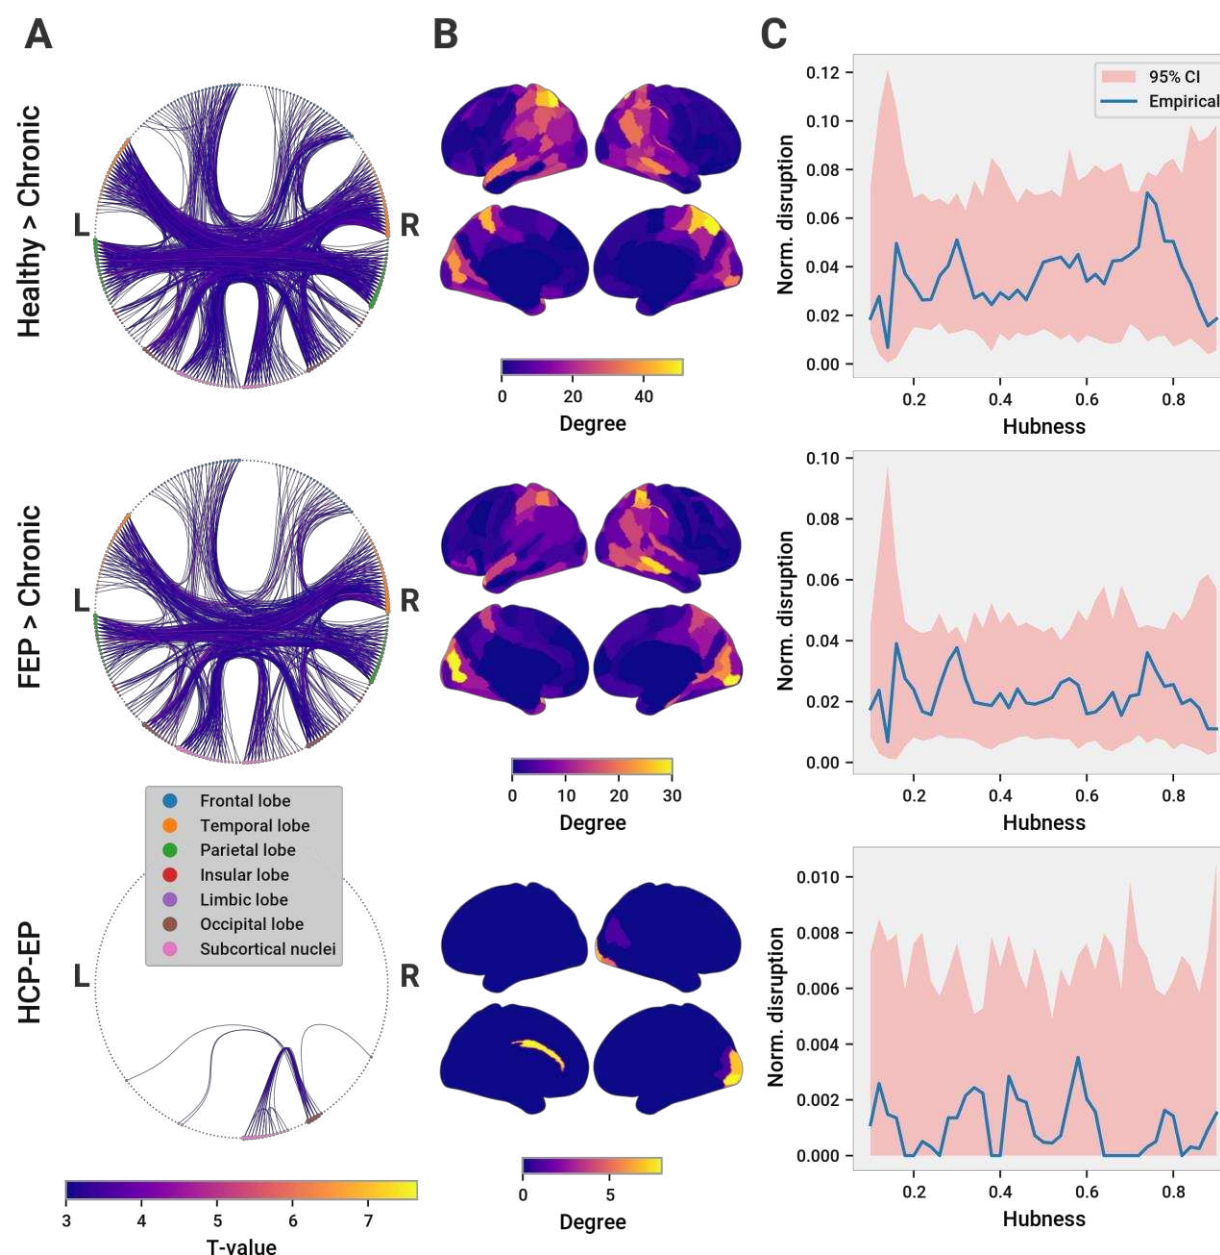 A
B
C
Healthy > Chronic
L
R
0
20
40
Degree
0.12
0.10
0.08
0.06
0.04
0.02
0.00
Norm. disruption
95% CI
Empirical
0.2
0.4
0.6
0.8
Hubness
FEP > Chronic
L
R
0
10
20
30
Degree
0.10
0.08
0.06
0.04
0.02
0.00
Norm. disruption
0.2
0.4
0.6
0.8
Hubness
Frontal lobe
Temporal lobe
Parietal lobe
Insular lobe
Limbic lobe
Occipital lobe
Subcortical nuclei
HCP-EP
L
R
3
4
5
6
7
T-value
0
5
Degree
0.010
0.008
0.006
0.004
0.002
0.000
Norm. disruption
0.2
0.4
0.6
0.8
Hubness